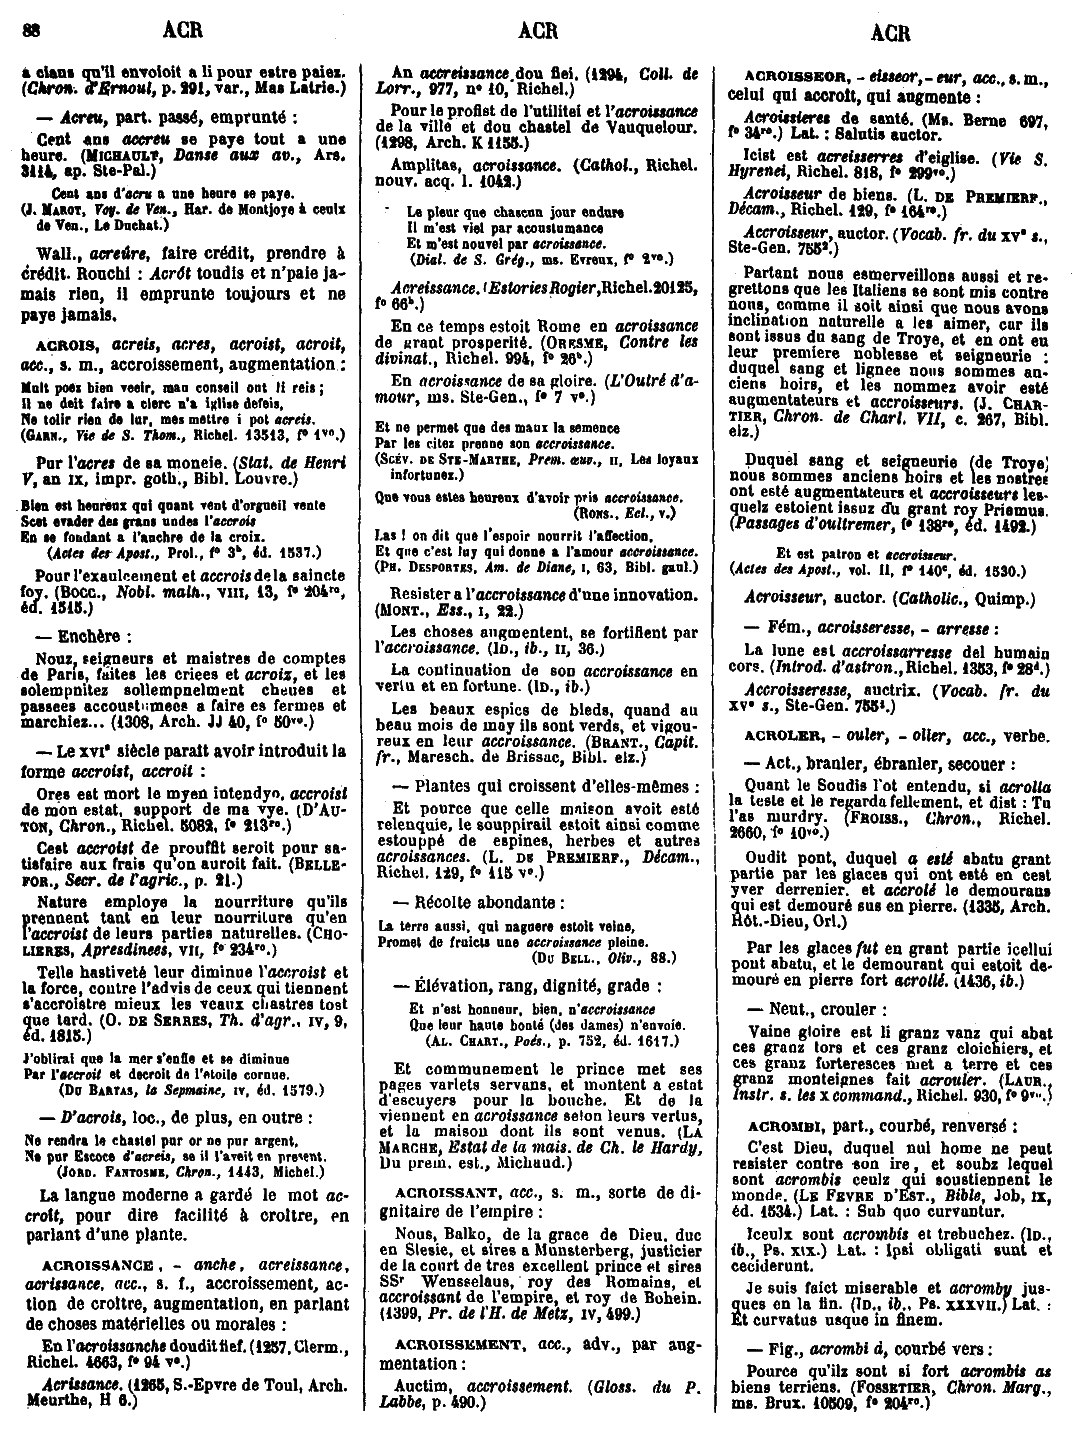 88 ACR ACR ACR
a clans qu'il envoloit a li pour estre paiez.
(Chron. d'Ernoul, p. 291, var., Mas Latrie.)
— Acreu, part. passé, emprunté :
Cent ans accreu se paye tout a une
heure. (MICHAULT, Danse aux av., Ars.
3114, ap. Ste-Pal.)
Cent ans d'acru a une heure se paye.
(J. MAROT, Voy. de Ven., Har. de Montjoye à ceulx
de Ven., Le Duchat.)
Wall., acreûre, faire crédit, prendre à
crédit. Rouchi : Acrót toudis et n'paie ja-
mais rien, il emprunte toujours et ne
paye jamais.
ACROIS, acreis, acres, acroist, acroit,
acc., s. m., accroissement, augmentation :
Mult poez bien veeir, mau conseil ont li reis ;
Il ne deit faire a clerc n'a iglise defeis,
Ne tolir rien de lur, mes mettre i pot acreis.
(GARN., Vie de S. Thom., Richel. 13513, f° 1vo.)
Pur l'acres de sa moneie. (Stat. de Henri
V, an IX, impr. goth., Bibl. Louvre.)
Bien est heureux qui quant vent d'orgueil vente
Scet evader des grans undes l'accrois
En se fondant a l'anchre de la croix.
(Actes des Apost., Prol., f° 3b, éd. 1537.)
Pour l'exaulcement et accrois de la saincte
foy. (BOCC., Nobl. malh., VIII, 13, f° 204ro,
éd. 1515.)
— Enchère :
Nouz, seigneurs et maistres de comptes
de Paris, faites les criees et acroiz, et les
solempnitez sollempnelment cheues et
passees accoustumees a faire es fermes et
marchiez... (1308, Arch. JJ 40, f° 50vo.)
— Le XVIe siècle paraît avoir introduit la
forme accroist, accroit :
Ores est mort le myen intendyo, accroist
de mon estat, support de ma vye. (D'AU-
TON, Chron., Richel. 5082, f° 213ro.)
Cest accroist de prouffit seroit pour sa-
tisfaire aux frais qu'on auroit fait. (BELLE-
FOR., Secr. de l'agric., p. 21.)
Nature employe la nourriture qu'ils
prennent tant en leur nourriture qu'en
l'accroist de leurs parties naturelles. (CHO-
LIERES, Apresdinees, VII, f° 234ro.)
Telle hastiveté leur diminue l'accroist et
la force, contre l'advis de ceux qui tiennent
s'accroistre mieux les veaux chastres tost
que tard. (O. DE SERRES, Th. d'agr., IV, 9,
éd. 1815.)
J'oblirai que la mer s'enfle et se diminue
Par l'accroit et decroit de l'etoile cornue.
(DU BARTAS, la Sepmaine, IV, éd. 1579.)
— D'acrois, loc., de plus, en outre :
Ne rendra le chastel pur or ne pur argent,
Ne pur Escoce d'acreis, se il l'aveit en present.
(JORD. FANTOSME, Chron., 1443, Michel.)
La langue moderne a gardé le mot ac-
croît, pour dire facilité à croître, en
parlant d'une plante.
ACROISSANCE, - anche, acreissance,
acrissance, acc., s. f., accroissement, ac-
tion de croître, augmentation, en parlant
de choses matérielles ou morales :
En l'acroissanche doudit fief. (1257, Clerm.,
Richel. 4663, f° 94 vo.)
Acrissance. (1265, S.-Epvre de Toul, Arch.
Meurthe, H 6.)
An accreissance dou fiei. (1294, Coll. de
Lorr., 977, n° 10, Richel.)
Pour le profist de l'utilitei et l'acroissance
de la ville et dou chastel de Vauquelour.
(1298, Arch. K 1155.)
Amplitas, acroissance. (Cathol., Richel.
nouv. acq. l. 1042.)
Le pleur que chascun jour endure
Il m'est viel par acoustumance
Et m'est nouvel par acroissance.
(Dial. de S. Grég., ms. Evreux, f° 2vo.)
Acreissance. (Estories Rogier, Richel. 20125,
f° 66b.)
En ce temps estoit Rome en acroissance
de grant prosperité. (ORESME, Contre les
divinat., Richel. 994, f° 26b.)
En acroissance de sa gloire. (L'Outré d'a-
mour, ms. Ste-Gen., f° 7 vo.)
Et ne permet que des maux la semence
Par les citez prenne son accroissance.
(SCÉV. DE STE-MARTHE, Prem. œuv., II, Les loyaux
infortunez.)
Que vous estes heureux d'avoir pris accroissance.
(RONS., Ecl., V.)
Las ! on dit que l'espoir nourrit l'affection,
Et que c'est luy qui donne a l'amour accroissance.
(PH. DESPORTES, Am. de Diane, I, 63, Bibl. gaul.)
Resister a l'accroissance d'une innovation.
(MONT., Ess., I, 22.)
Les choses augmentent, se fortifient par
l'accroissance. (ID., ib., II, 36.)
La continuation de son accroissance en
vertu et en fortune. (ID., ib.)
Les beaux espics de bleds, quand au
beau mois de may ils sont verds, et vigou-
reux en leur accroissance. (BRANT., Capit.
fr., Maresch. de Brissac, Bibl. elz.)
— Plantes qui croissent d'elles-mêmes :
Et pource que celle maison avoit esté
relenquie, le souppirail estoit ainsi comme
estouppé de espines, herbes et autres
acroissances. (L. DE PREMIERF., Décam.,
Richel. 129, f° 115 vo.)
— Récolte abondante :
La terre aussi, qui naguere estoit veine,
Promet de fruicts une accroissance pleine.
(DU BELL., Oliv., 88.)
— Élévation, rang, dignité, grade :
Et n'est honneur, bien, n'accroissance
Que leur haute bonté (des dames) n'envoie.
(AL. CHART., Poés., p. 752, éd. 1617.)
Et communement le prince met ses
pages varlets servans, et montent a estat
d'escuyers pour la bouche. Et de la
viennent en acroissance selon leurs vertus,
et la maison dont ils sont venus. (LA
MARCHE, Estat de la mais. de Ch. le Hardy,
Du prem. est., Michaud.)
ACROISSANT, acc., s. m., sorte de di-
gnitaire de l'empire :
Nous, Balko, de la grace de Dieu, duc
en Slesie, et sires a Munsterberg, justicier
de la court de tres excellent prince et sires
SSr Wensselaus, roy des Romains, et
accroissant de l'empire, et roy de Bohein.
(1399, Pr. de l'H. de Metz, IV, 499.)
ACROISSEMENT, acc., adv., par aug-
mentation :
Auctim, accroissement. (Gloss. du P.
Labbe, p. 490.)
ACROISSEOR, - eisseor, - eur, acc., s. m.,
celui qui accroît, qui augmente :
Acroissieres de santé. (Ms. Berne 697,
f° 34ro.) Lat. : Salutis auctor.
Icist est acreisserres d'eiglise. (Vie S.
Hyrenei, Richel. 818, f° 299vo.)
Acroisseur de biens. (L. DE PREMIERF.,
Décam., Richel. 129, f° 164ro.)
Accroisseur, auctor. (Vocab. fr. du XVe s.,
Ste-Gen. 7552.)
Partant nous esmerveillons aussi et re-
grettons que les Italiens se sont mis contre
nous, comme il soit ainsi que nous avons
inclination naturelle a les aimer, car ils
sont issus du sang de Troye, et en ont eu
leur premiere noblesse et seigneurie :
duquel sang et lignee nous sommes an-
ciens hoirs, et les nommez avoir esté
augmentateurs et accroisseurs. (J. CHAR-
TIER, Chron. de Charl. VII, c. 267, Bibl.
elz.)
Duquel sang et seigneurie (de Troye)
nous sommes anciens hoirs et les nostres
ont esté augmentateurs et accroisseurs les-
quelz estoient issuz du grant roy Priamus.
(Passages d'oultremer, f° 138ro, éd. 1492.)
Et est patron et accroisseur.
(Actes des Apost., vol. II, f° 140c, éd. 1530.)
Acroisseur, auctor. (Catholic., Quimp.)
— Fém., acroisseresse, - arresse :
La lune est accroissarresse del humain
cors. (Introd. d'astron., Richel. 1353, f° 28d.)
Accroisseresse, auctrix. (Vocab. fr. du
XVe s., Ste-Gen. 7551.)
ACROLER, - ouler, - oller, acc., verbe.
— Act., branler, ébranler, secouer :
Quant le Soudis l'ot entendu, si acrolla
la teste et le regarda fellement, et dist : Tu
l'as murdry. (FROISS., Chron., Richel.
2660, f° 10vo.)
Oudit pont, duquel a esté abatu grant
partie par les glaces qui ont esté en cest
yver derrenier, et accrolé le demourans
qui est demouré sus en pierre. (1335, Arch.
Hôt.-Dieu, Orl.)
Par les glaces fut en grant partie icellui
pont abatu, et le demourant qui estoit de-
mouré en pierre fort acrollé. (1436, ib.)
— Neut., crouler :
Vaine gloire est li granz vanz qui abat
ces granz tors et ces granz cloichiers, et
ces granz forteresces met a terre et ces
granz monteignes fait acrouler. (LAUR.,
Instr. s. les X command., Richel. 930, f° 9vo.)
ACROMBI, part., courbé, renversé :
C'est Dieu, duquel nul home ne peut
resister contre son ire, et soubz lequel
sont acrombis ceulz qui soustiennent le
monde. (LE FEVRE D'EST., Bible, Job, IX,
éd. 1534.) Lat. : Sub quo curvantur.
Iceulx sont acrombis et trebuchez. (ID.,
ib., Ps. XIX.) Lat. : Ipsi obligati sunt et
ceciderunt.
Je suis faict miserable et acromby jus-
ques en la fin. (ID., ib., Ps. XXXVII.) Lat. :
Et curvatus usque in finem.
— Fig., acrombi à, courbé vers :
Pource qu'ilz sont si fort acrombis as
biens terriens. (FOSSETIER, Chron. Marg.,
ms. Brux. 10509, f° 204ro.)